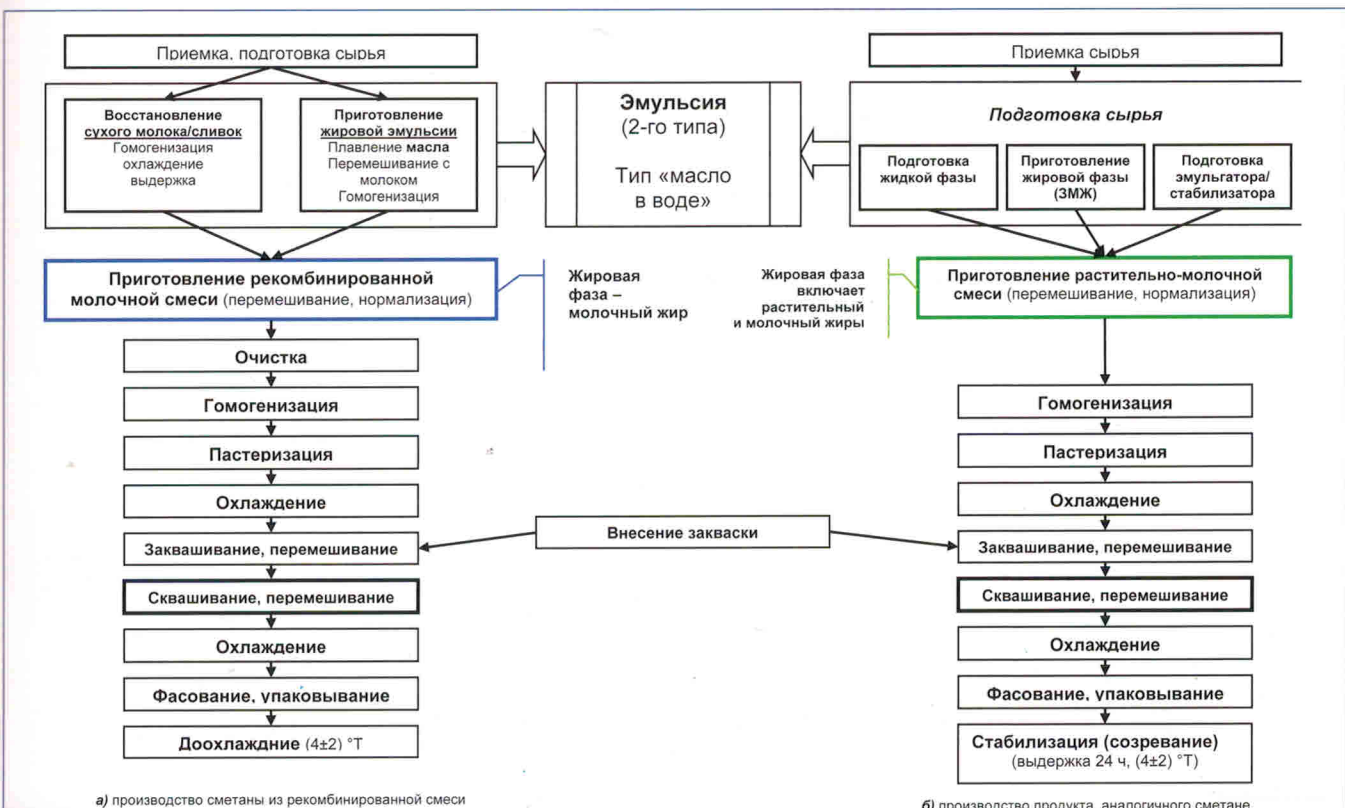 Приемка, подготовка сырья
Восстановление
сухого молока/сливок
Гомогенизация
охлаждение
выдержка
Приготовление
жировой эмульсии
Плавление масла
Перемешивание с
молоком
Гомогенизация
Эмульсия
(2-го типа)
Тип «масло
в воде»
Приемка сырья
Подготовка сырья
Подготовка
жидкой фазы
Приготовление
жировой фазы
(ЗМЖ)
Подготовка
эмульгатора/
стабилизатора
Приготовление рекомбинированной
молочной смеси (перемешивание, нормализация)
Жировая
фаза –
молочный жир
Жировая фаза
включает
растительный
и молочный жиры
Приготовление растительно-молочной
смеси (перемешивание, нормализация)
Очистка
Гомогенизация
Пастеризация
Охлаждение
Заквашивание, перемешивание
Сквашивание, перемешивание
Охлаждение
Фасование, упаковывание
Доохлаждние (4±2) °Т
Внесение закваски
Гомогенизация
Пастеризация
Охлаждение
Заквашивание, перемешивание
Сквашивание, перемешивание
Охлаждение
Фасование, упаковывание
Стабилизация (созревание)
(выдержка 24 ч, (4±2) °Т)
а) производство сметаны из рекомбинированной смеси
б) производство продукта, аналогичного сметане